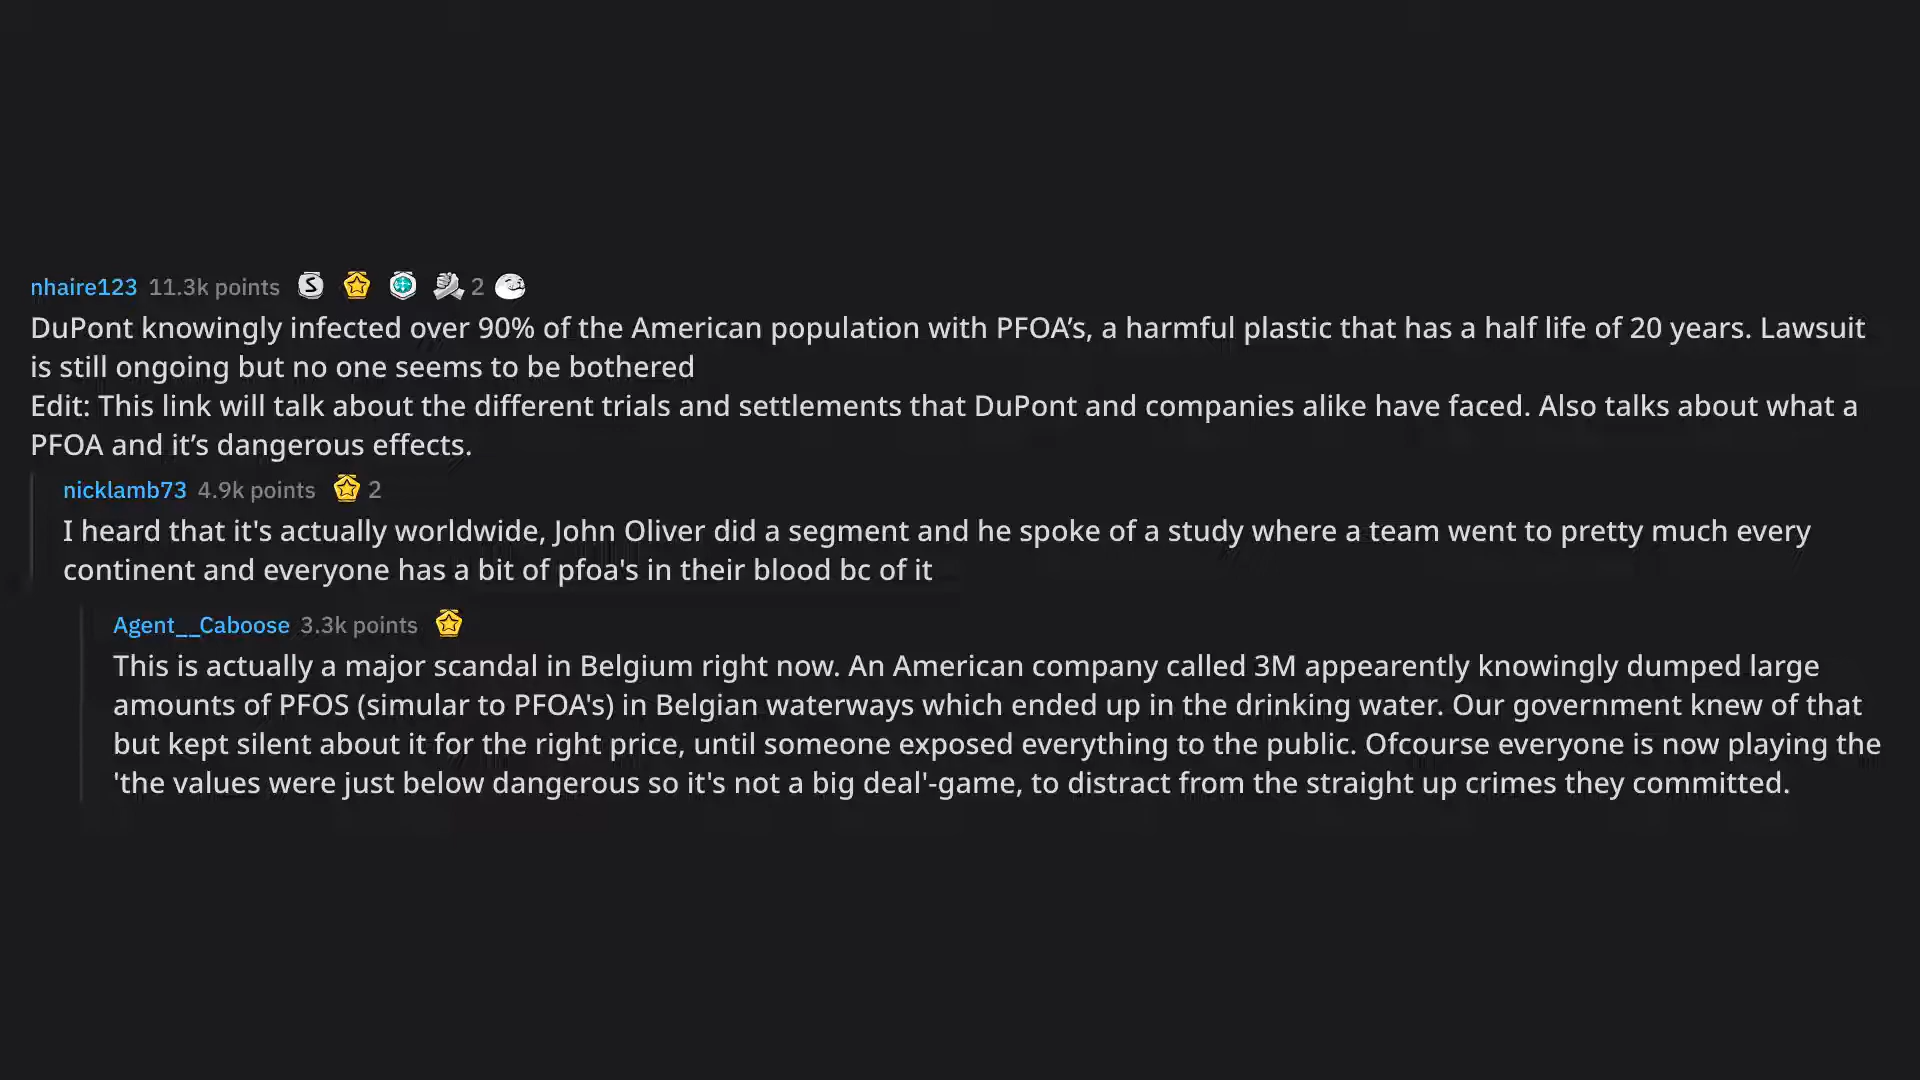 nhaire123 11.3k points 2
DuPont knowingly infected over 90% of the American population with PFOA’s, a harmful plastic that has a half life of 20 years. Lawsuit
is still ongoing but no one seems to be bothered
Edit: This link will talk about the different trials and settlements that DuPont and companies alike have faced. Also talks about what a
PFOA and it’s dangerous effects.
nicklamb73 4.9k points 2
I heard that it's actually worldwide, John Oliver did a segment and he spoke of a study where a team went to pretty much every
continent and everyone has a bit of pfoa's in their blood bc of it
Agent__Caboose 3.3k points
This is actually a major scandal in Belgium right now. An American company called 3M appearently knowingly dumped large
amounts of PFOS (simular to PFOA's) in Belgian waterways which ended up in the drinking water. Our government knew of that
but kept silent about it for the right price, until someone exposed everything to the public. Ofcourse everyone is now playing the
'the values were just below dangerous so it's not a big deal'-game, to distract from the straight up crimes they committed.